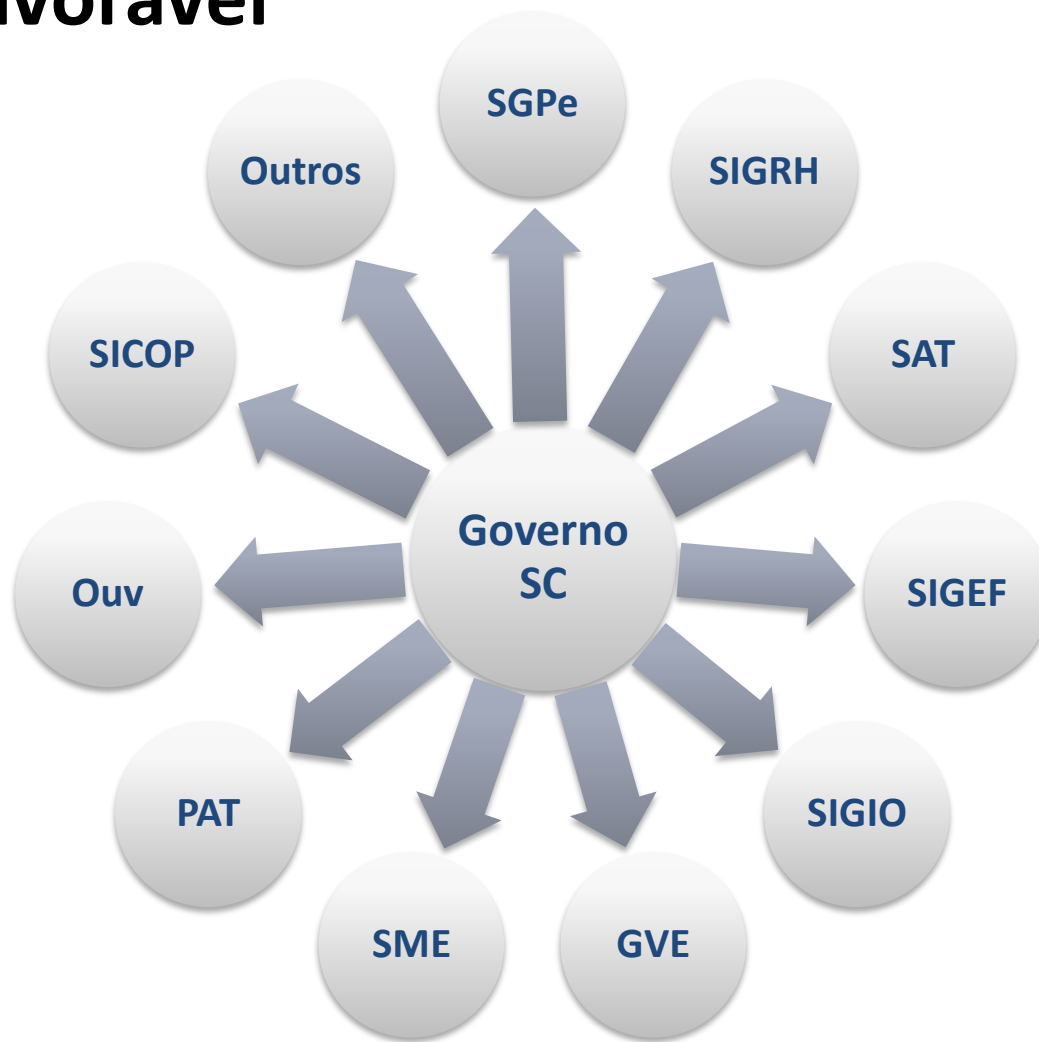 SGPe
SIGRH
SAT
SIGEF
SIGIO
GVE
SME
PAT
Ouv
SICOP
Outros
Governo
SC